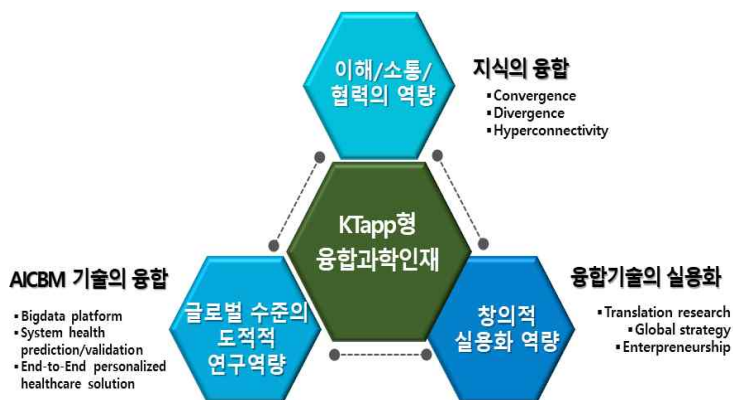 이해/소통/
협력의 역량
지식의 융합
▪Convergence
▪Divergence
▪Hyperconnectivity
KTapp형
융합과학인재
AICBM 기술의 융합
▪Bigdata platform
▪System health
prediction/validation
▪End-to-End personalized
healthcare solution
글로벌 수준의
도적적
연구역량
창의적
실용화 역량
융합기술의 실용화
▪Translation research
▪Global strategy
▪Enterpreneurship